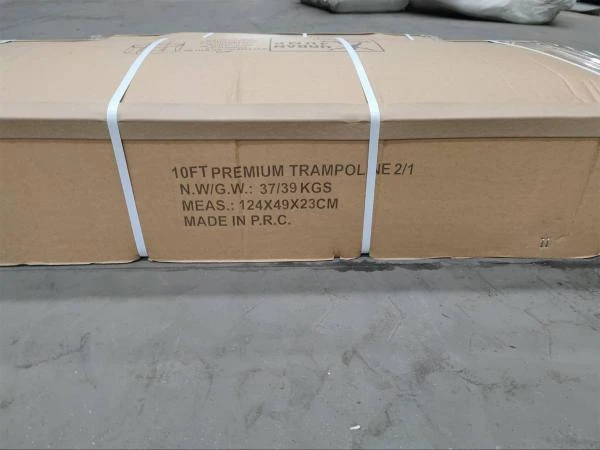 10FT PREMIUM TRAMPOLINE 2/1
N.W/G.W.: 37/39 KGS
MEAS.: 124X49X23CM
MADE IN P.R.C.